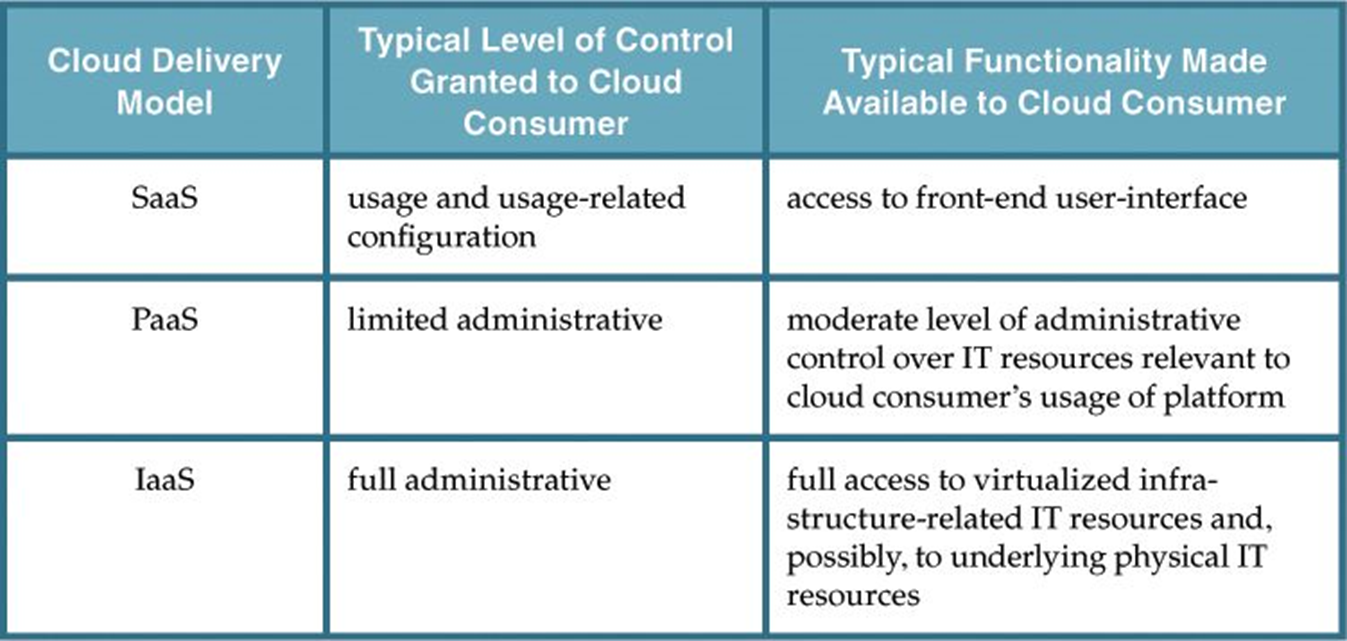 Cloud Delivery
Model
Typical Level of Control
Granted to Cloud
Consumer
Typical Functionality Made
Available to Cloud Consumer
SaaS
usage and usage-related
configuration
access to front-end user-interface
PaaS
limited administrative
moderate level of administrative
control over IT resources relevant to
cloud consumer’s usage of platform
IaaS
full administrative
full access to virtualized infra-
structure-related IT resources and,
possibly, to underlying physical IT
resources